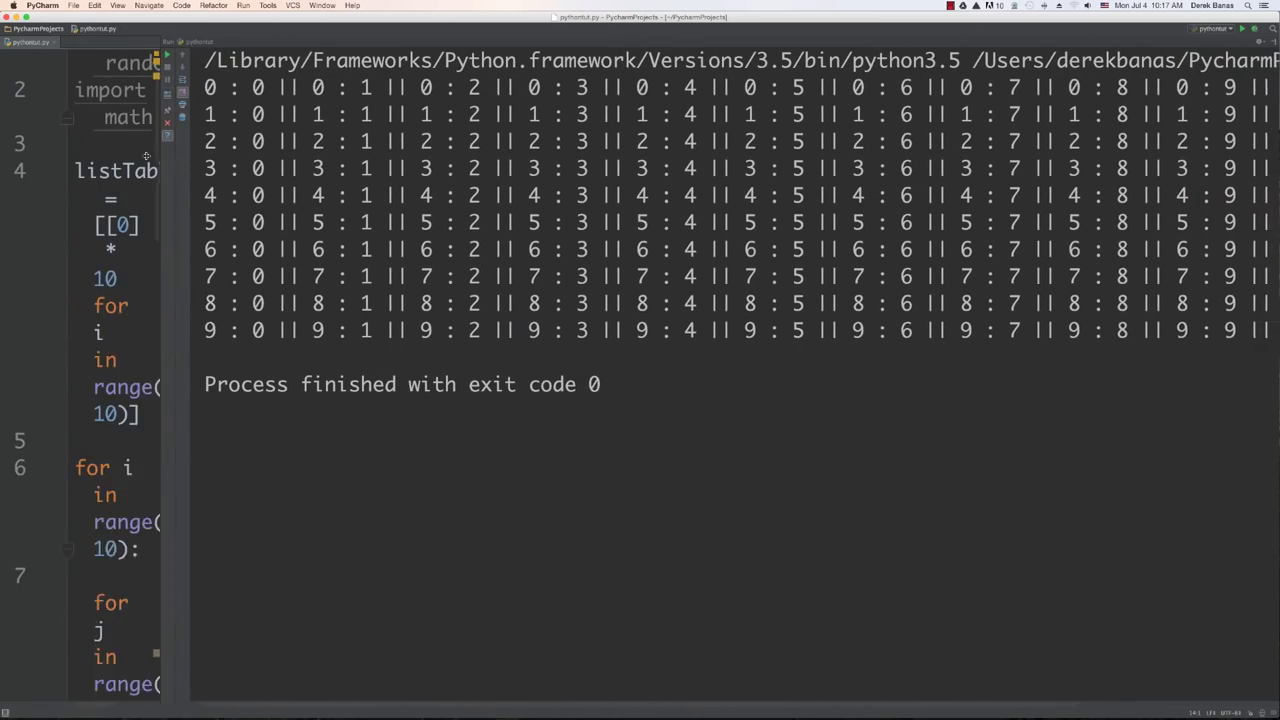 PyCharm File Edit View Navigate Code Refactor Run Tools VCS Window Help 10 Mon Jul 4 10:17 AM Derek Banas
pythontut.py - PycharmProjects - [~/PycharmProjects]
PycharmProjects pythontut.py pythontut
pythontut.py Run pythontut
/Library/Frameworks/Python.framework/Versions/3.5/bin/python3.5 /Users/derekbanas/PycharmP
0 : 0 || 0 : 1 || 0 : 2 || 0 : 3 || 0 : 4 || 0 : 5 || 0 : 6 || 0 : 7 || 0 : 8 || 0 : 9 ||
1 : 0 || 1 : 1 || 1 : 2 || 1 : 3 || 1 : 4 || 1 : 5 || 1 : 6 || 1 : 7 || 1 : 8 || 1 : 9 ||
2 : 0 || 2 : 1 || 2 : 2 || 2 : 3 || 2 : 4 || 2 : 5 || 2 : 6 || 2 : 7 || 2 : 8 || 2 : 9 ||
3 : 0 || 3 : 1 || 3 : 2 || 3 : 3 || 3 : 4 || 3 : 5 || 3 : 6 || 3 : 7 || 3 : 8 || 3 : 9 ||
4 : 0 || 4 : 1 || 4 : 2 || 4 : 3 || 4 : 4 || 4 : 5 || 4 : 6 || 4 : 7 || 4 : 8 || 4 : 9 ||
5 : 0 || 5 : 1 || 5 : 2 || 5 : 3 || 5 : 4 || 5 : 5 || 5 : 6 || 5 : 7 || 5 : 8 || 5 : 9 ||
6 : 0 || 6 : 1 || 6 : 2 || 6 : 3 || 6 : 4 || 6 : 5 || 6 : 6 || 6 : 7 || 6 : 8 || 6 : 9 ||
7 : 0 || 7 : 1 || 7 : 2 || 7 : 3 || 7 : 4 || 7 : 5 || 7 : 6 || 7 : 7 || 7 : 8 || 7 : 9 ||
8 : 0 || 8 : 1 || 8 : 2 || 8 : 3 || 8 : 4 || 8 : 5 || 8 : 6 || 8 : 7 || 8 : 8 || 8 : 9 ||
9 : 0 || 9 : 1 || 9 : 2 || 9 : 3 || 9 : 4 || 9 : 5 || 9 : 6 || 9 : 7 || 9 : 8 || 9 : 9 ||
Process finished with exit code 0
rand
2 import
math
3
4 listTab
=
[[0]
*
10
for
i
in
range(
10)]
5
6 for i
in
range(
10):
7
for
j
in
range(
14:1 LF UTF-8